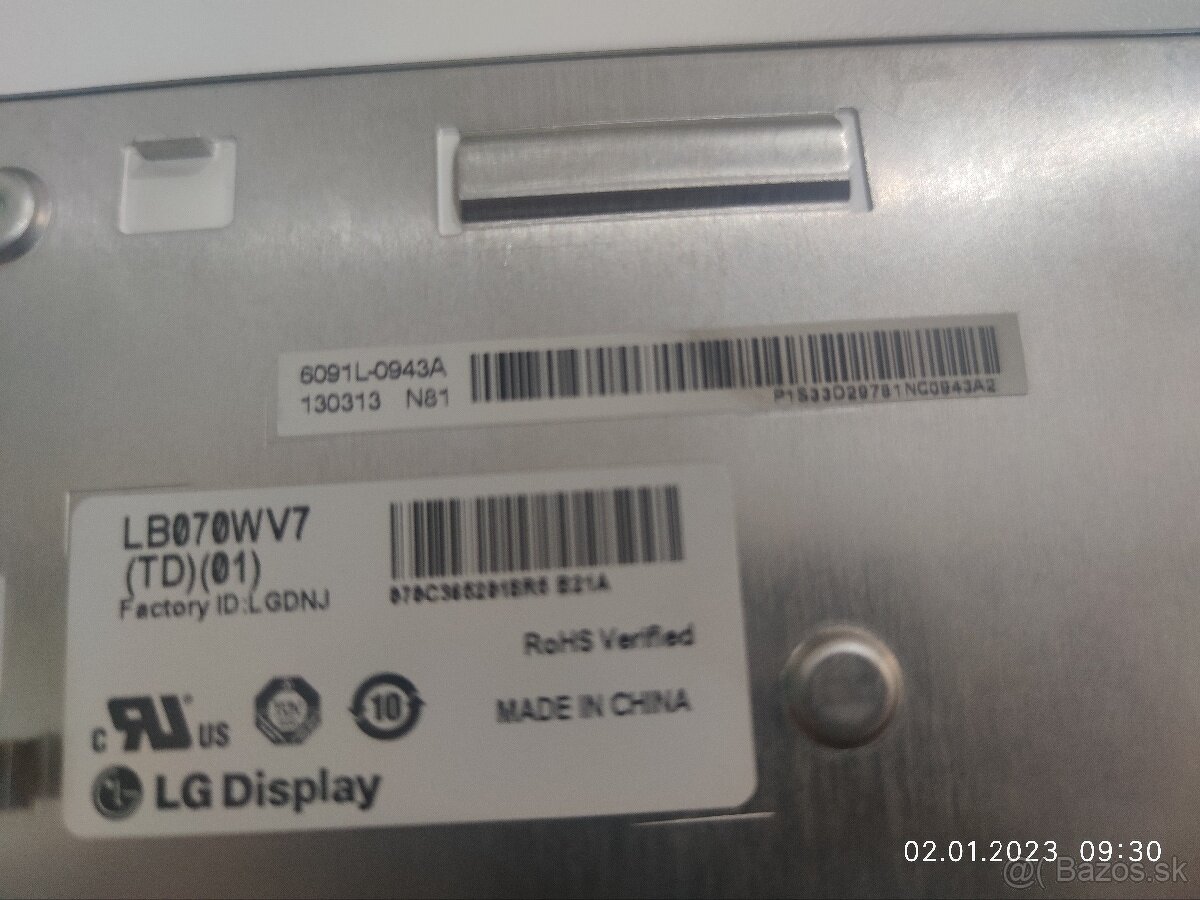 6091L-0943A
130313 N81
P1S33D29781NC0943A2
LB070WV7
(TD)(01)
Factory ID:LGDNJ
RoHS Verified
MADE IN CHINA
c RU US
10
LG Display
02.01.2023 09:30
@( Bazos.sk